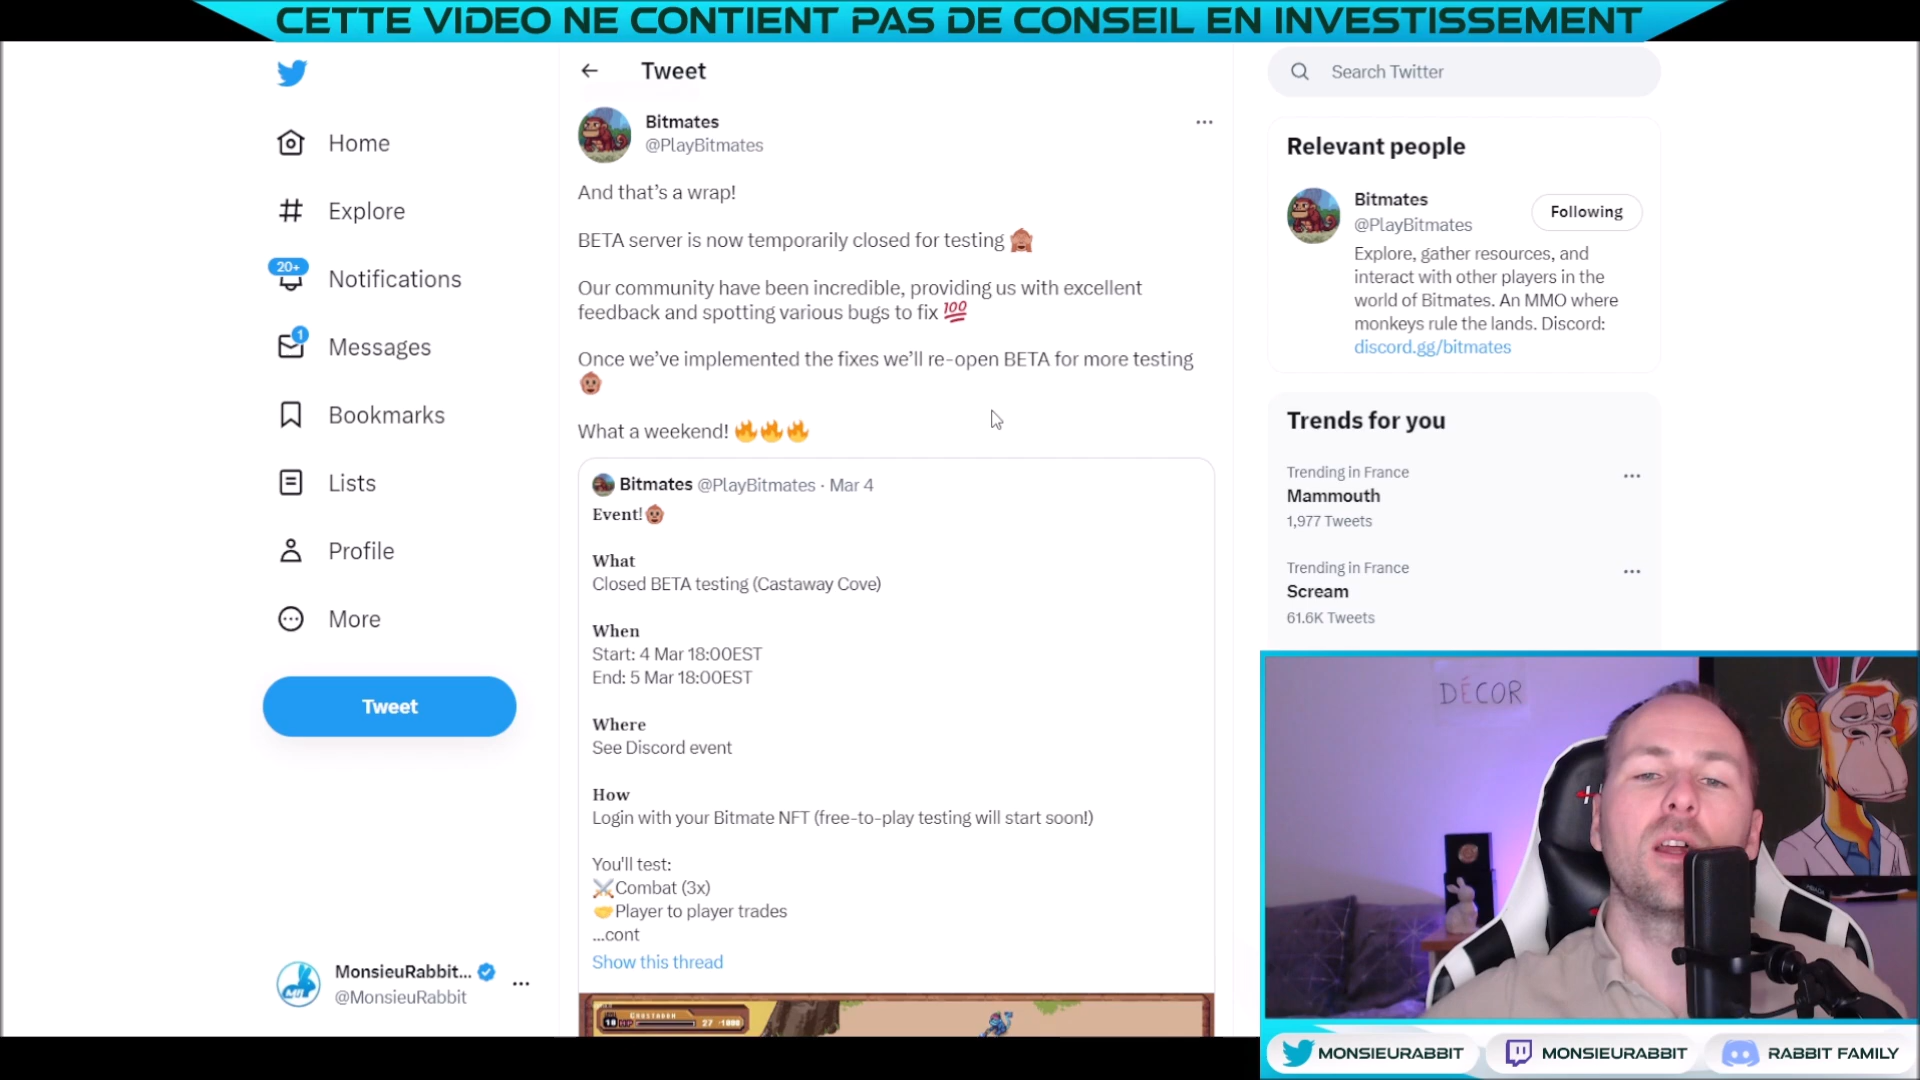 CETTE VIDEO NE CONTIENT PAS DE CONSEIL EN INVESTISSEMENT
Home
Explore
20+
Notifications
1
Messages
Bookmarks
Lists
Profile
More
Tweet
MonsieuRabbit...
@MonsieuRabbit
...
Tweet
Bitmates
@PlayBitmates
And that's a wrap!
BETA server is now temporarily closed for testing 🙈
Our community have been incredible, providing us with excellent
feedback and spotting various bugs to fix 💯
Once we've implemented the fixes we'll re-open BETA for more testing
🐵
What a weekend! 🔥🔥🔥
Bitmates @PlayBitmates · Mar 4
Event!🐵
What
Closed BETA testing (Castaway Cove)
When
Start: 4 Mar 18:00EST
End: 5 Mar 18:00EST
Where
See Discord event
How
Login with your Bitmate NFT (free-to-play testing will start soon!)
You'll test:
⚔️Combat (3x)
🤝Player to player trades
...cont
Show this thread
Search Twitter
Relevant people
Bitmates
@PlayBitmates
Following
Explore, gather resources, and
interact with other players in the
world of Bitmates. An MMO where
monkeys rule the lands. Discord:
discord.gg/bitmates
Trends for you
Trending in France
Mammouth
1,977 Tweets
Trending in France
Scream
61.6K Tweets
DÉCOR
MONSIEURABBIT
MONSIEURABBIT
RABBIT FAMILY